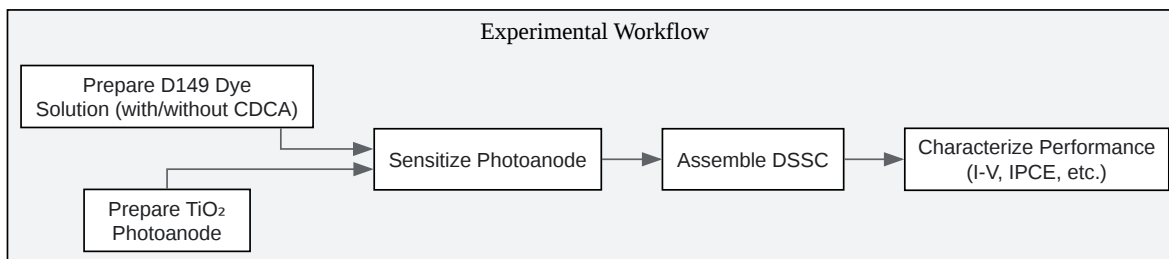 Experimental Workflow
Prepare D149 Dye
Solution (with/without CDCA)
Prepare TiO₂
Photoanode
Sensitize Photoanode
Assemble DSSC
Characterize Performance
(I-V, IPCE, etc.)